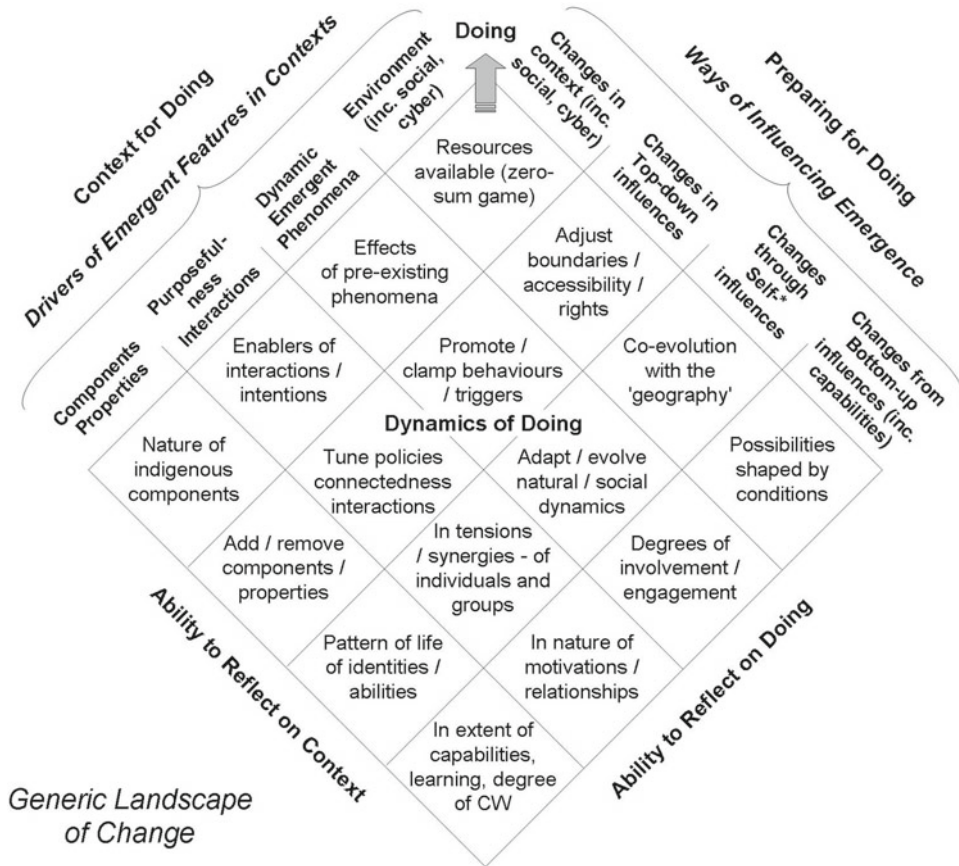 Doing
Context for Doing
Drivers of Emergent Features in Contexts
Components
Properties
Purposeful-
ness
Interactions
Dynamic
Emergent
Phenomena
Environment
(inc. social,
cyber)
Changes in
context (inc.
social, cyber)
Changes in
Top-down
influences
Changes
through
Self-*
influences
Changes from
Bottom-up
influences (inc.
capabilities)
Ways of Influencing Emergence
Preparing for Doing
Resources
available (zero-
sum game)
Effects
of pre-existing
phenomena
Adjust
boundaries /
accessibility /
rights
Enablers of
interactions /
intentions
Promote /
clamp behaviours
/ triggers
Co-evolution
with the
'geography'
Dynamics of Doing
Nature of
indigenous
components
Tune policies
connectedness
interactions
Adapt / evolve
natural / social
dynamics
Possibilities
shaped by
conditions
Add / remove
components /
properties
In tensions
/ synergies - of
individuals and
groups
Degrees of
involvement /
engagement
Pattern of life
of identities /
abilities
In nature of
motivations /
relationships
In extent of
capabilities,
learning, degree
of CW
Ability to Reflect on Context
Ability to Reflect on Doing
Generic Landscape
of Change